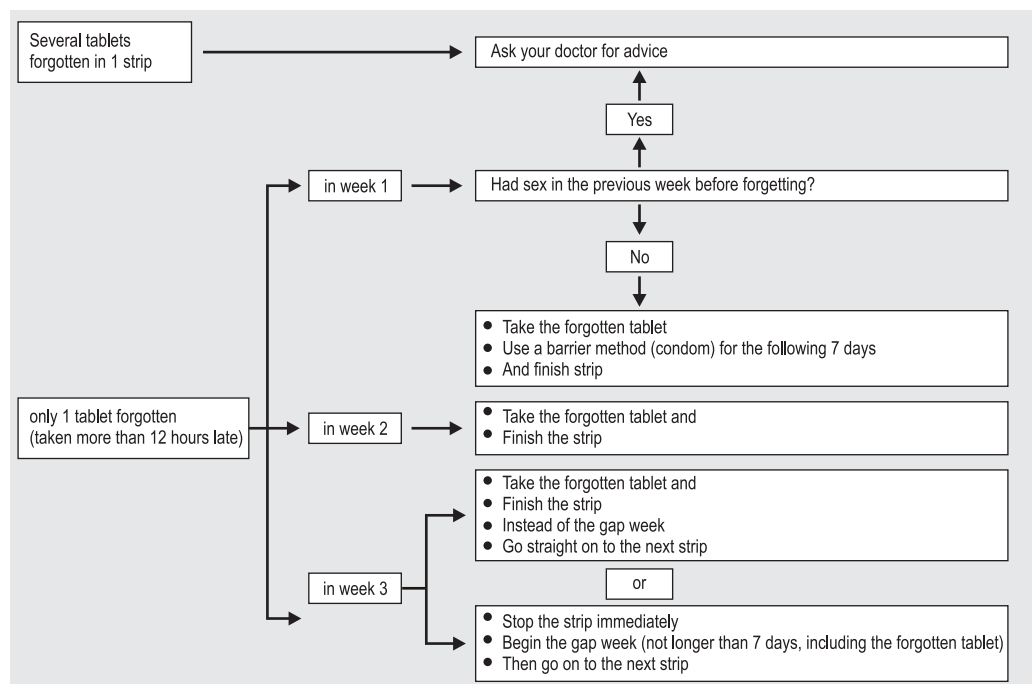 Several tablets
forgotten in 1 strip
Ask your doctor for advice
Yes
in week 1
Had sex in the previous week before forgetting?
No
• Take the forgotten tablet
• Use a barrier method (condom) for the following 7 days
• And finish strip
only 1 tablet forgotten
(taken more than 12 hours late)
in week 2
• Take the forgotten tablet and
• Finish the strip
in week 3
• Take the forgotten tablet and
• Finish the strip
• Instead of the gap week
• Go straight on to the next strip
or
• Stop the strip immediately
• Begin the gap week (not longer than 7 days, including the forgotten tablet)
• Then go on to the next strip